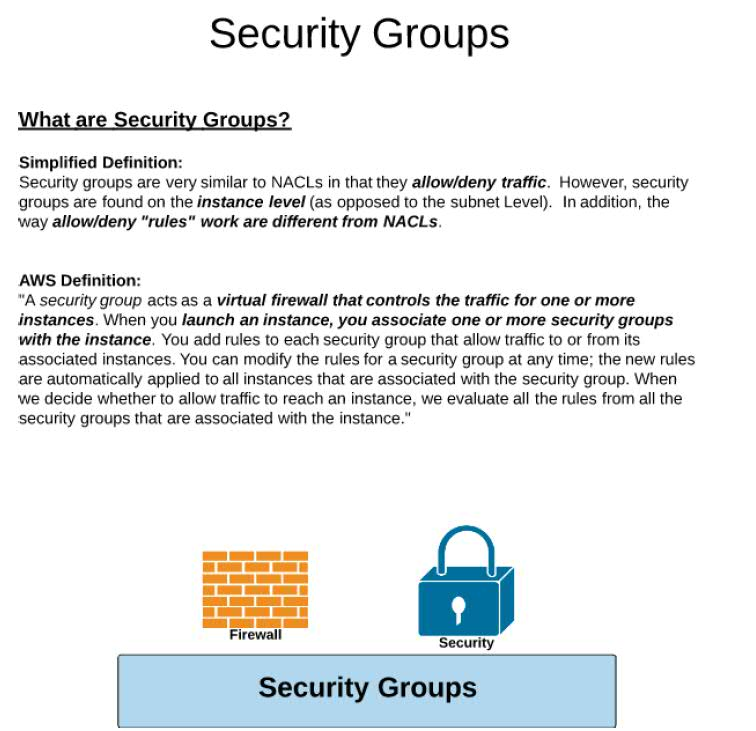 Security Groups
What are Security Groups?
Simplified Definition:
Security groups are very similar to NACLs in that they allow/deny traffic.  However, security
groups are found on the instance level (as opposed to the subnet Level).  In addition, the
way allow/deny "rules" work are different from NACLs.
AWS Definition:
"A security group acts as a virtual firewall that controls the traffic for one or more
instances. When you launch an instance, you associate one or more security groups
with the instance. You add rules to each security group that allow traffic to or from its
associated instances. You can modify the rules for a security group at any time; the new rules
are automatically applied to all instances that are associated with the security group. When
we decide whether to allow traffic to reach an instance, we evaluate all the rules from all the
security groups that are associated with the instance."
Firewall
Security
Security Groups